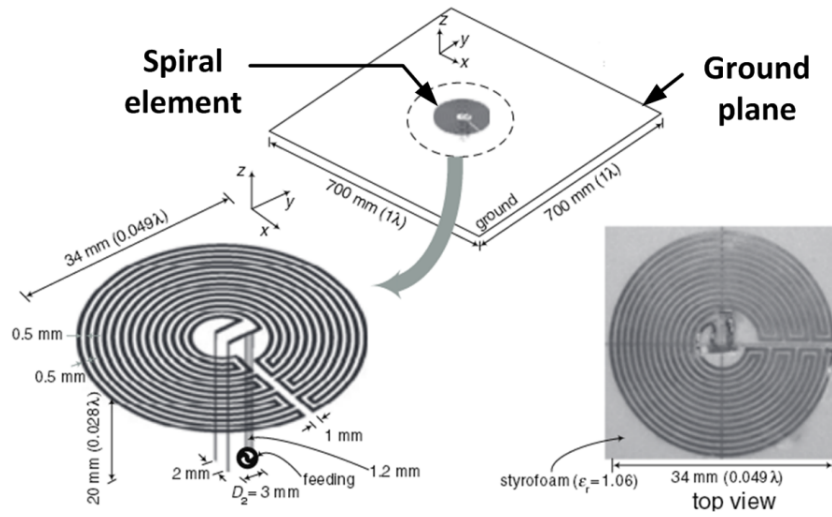 Spiral
element
Ground
plane
z
y
x
700 mm (1λ)
ground
700 mm (1λ)
z
y
x
34 mm (0.049λ)
0.5 mm
0.5 mm
20 mm (0.028λ)
1 mm
2 mm
1.2 mm
feeding
D₂= 3 mm
styrofoam (εᵣ=1.06)
34 mm (0.049λ)
top view